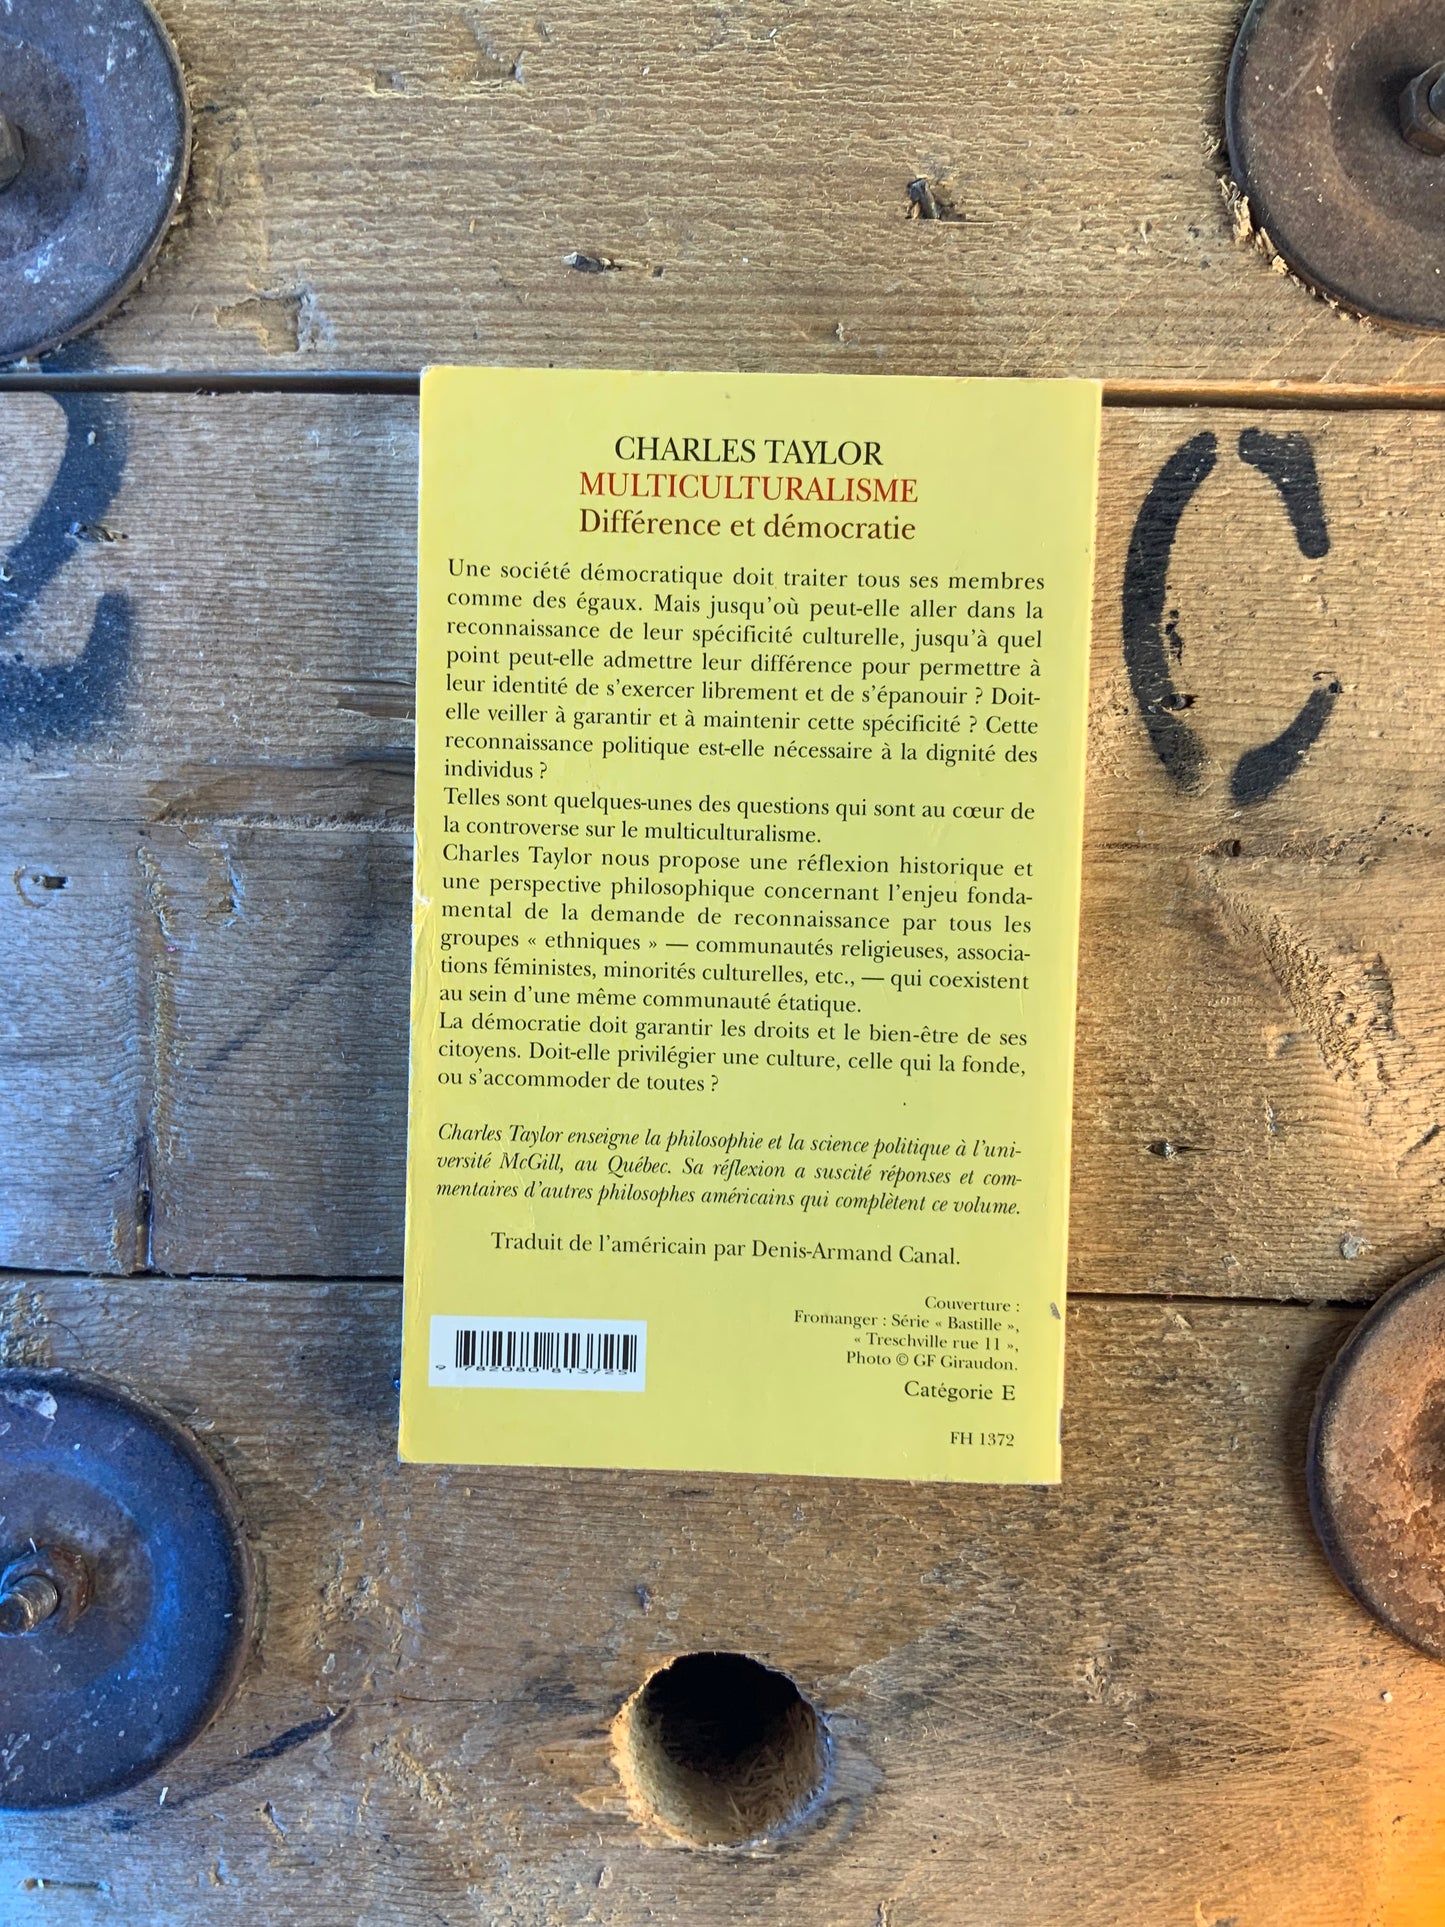 CHARLES TAYLOR
MULTICULTURALISME
Différence et démocratie
Une société démocratique doit traiter tous ses membres
comme des égaux. Mais jusqu'où peut-elle aller dans la
reconnaissance de leur spécificité culturelle, jusqu'à quel
point peut-elle admettre leur différence pour permettre à
leur identité de s'exercer librement et de s'épanouir ? Doit-
elle veiller à garantir et à maintenir cette spécificité ? Cette
reconnaissance politique est-elle nécessaire à la dignité des
individus ?
Telles sont quelques-unes des questions qui sont au cœur de
la controverse sur le multiculturalisme.
Charles Taylor nous propose une réflexion historique et
une perspective philosophique concernant l'enjeu fonda-
mental de la demande de reconnaissance par tous les
groupes « ethniques » — communautés religieuses, associa-
tions féministes, minorités culturelles, etc., — qui coexistent
au sein d'une même communauté étatique.
La démocratie doit garantir les droits et le bien-être de ses
citoyens. Doit-elle privilégier une culture, celle qui la fonde,
ou s'accommoder de toutes ?
Charles Taylor enseigne la philosophie et la science politique à l'uni-
versité McGill, au Québec. Sa réflexion a suscité réponses et com-
mentaires d'autres philosophes américains qui complètent ce volume.
Traduit de l'américain par Denis-Armand Canal.
Couverture :
Fromanger : Série « Bastille »,
« Treschville rue 11 »,
Photo © GF Giraudon.
9 782080 813725
Catégorie E
FH 1372